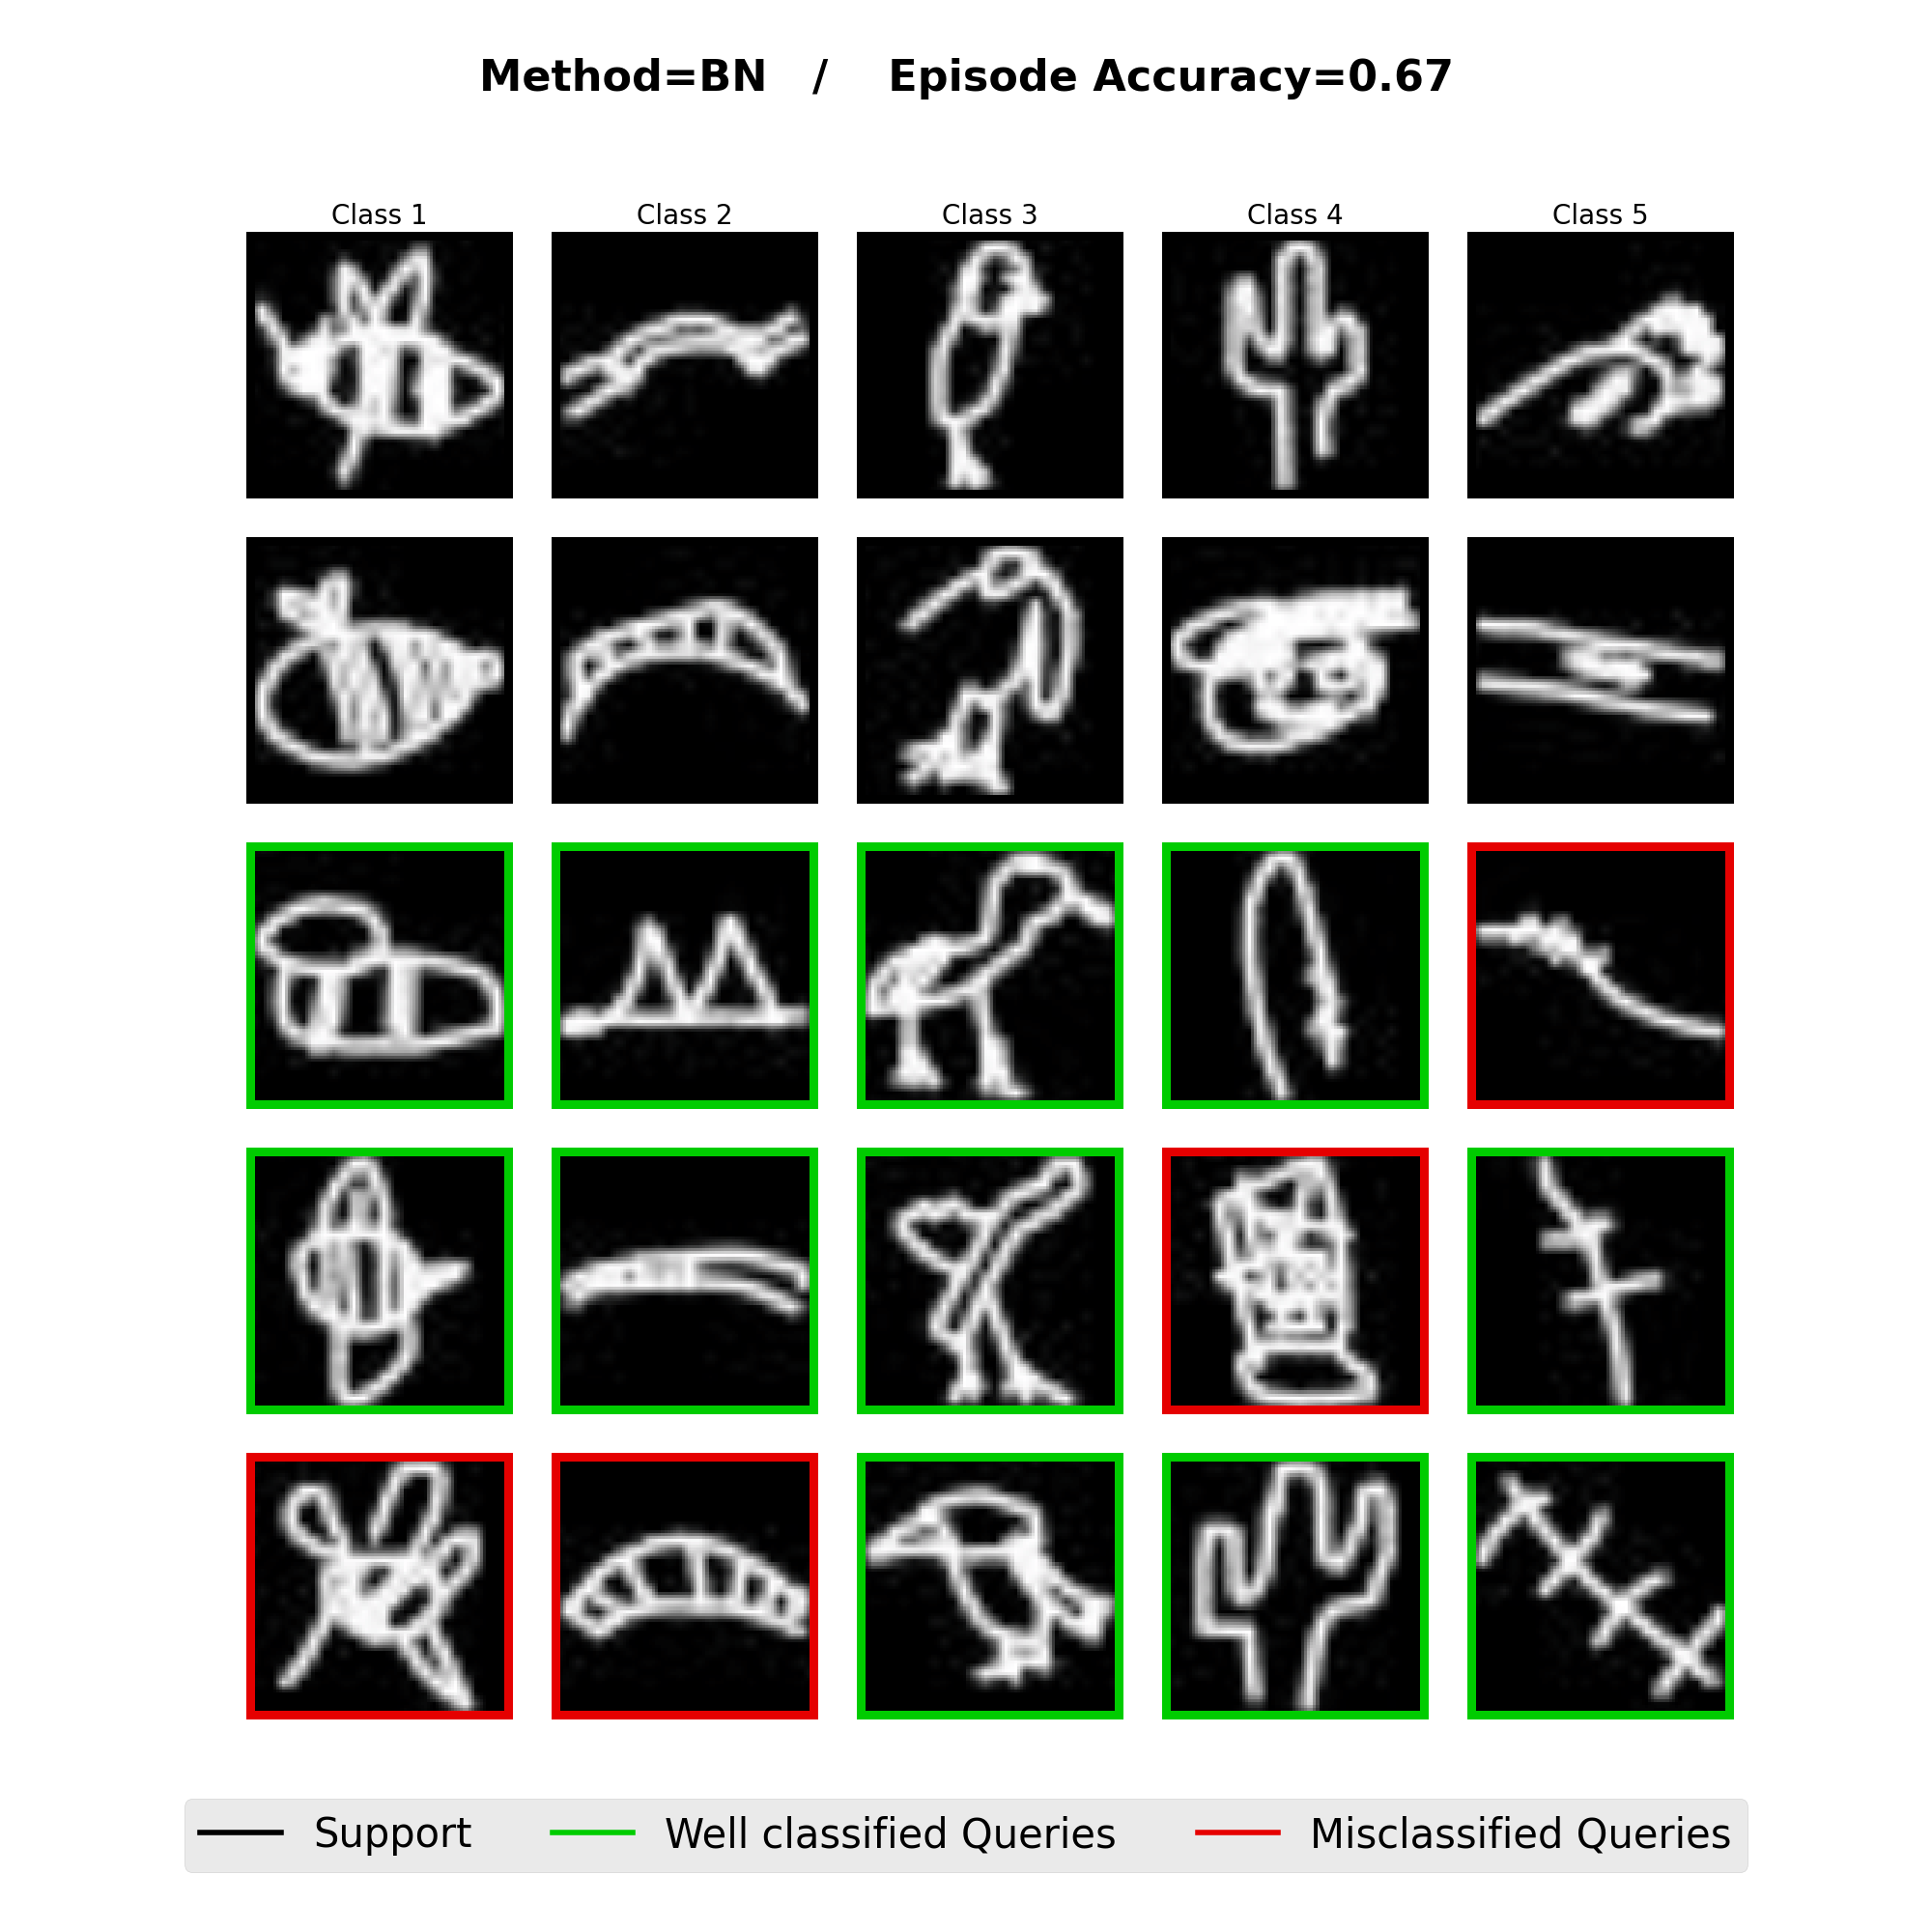 Method=BN / Episode Accuracy=0.67
Class 1 Class 2 Class 3 Class 4 Class 5
Support Well classified Queries Misclassified Queries